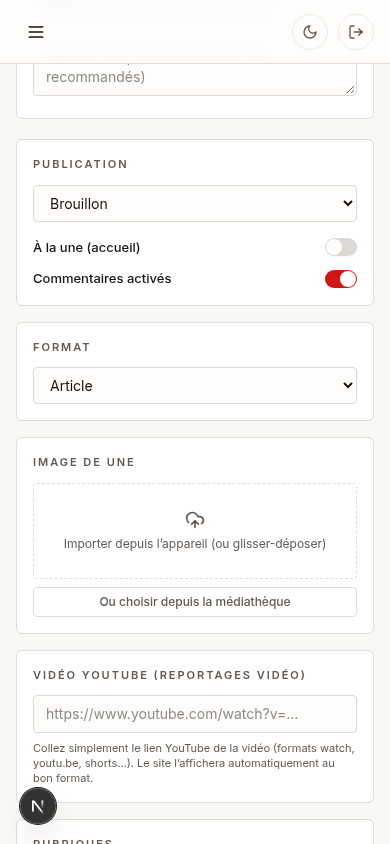 recommandés)
PUBLICATION
Brouillon
À la une (accueil)
Commentaires activés
FORMAT
Article
IMAGE DE UNE
Importer depuis l’appareil (ou glisser-déposer)
Ou choisir depuis la médiathèque
VIDÉO YOUTUBE (REPORTAGES VIDÉO)
https://www.youtube.com/watch?v=...
Collez simplement le lien YouTube de la vidéo (formats watch,
youtu.be, shorts…). Le site l’affichera automatiquement au
bon format.
N
RUBRIQUES